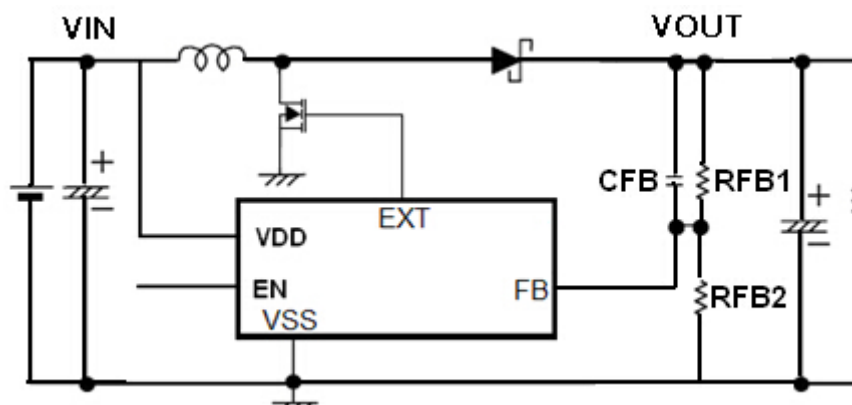 VIN
VOUT
+
-
CFB
RFB1
+
-
EXT
VDD
EN
FB
RFB2
VSS